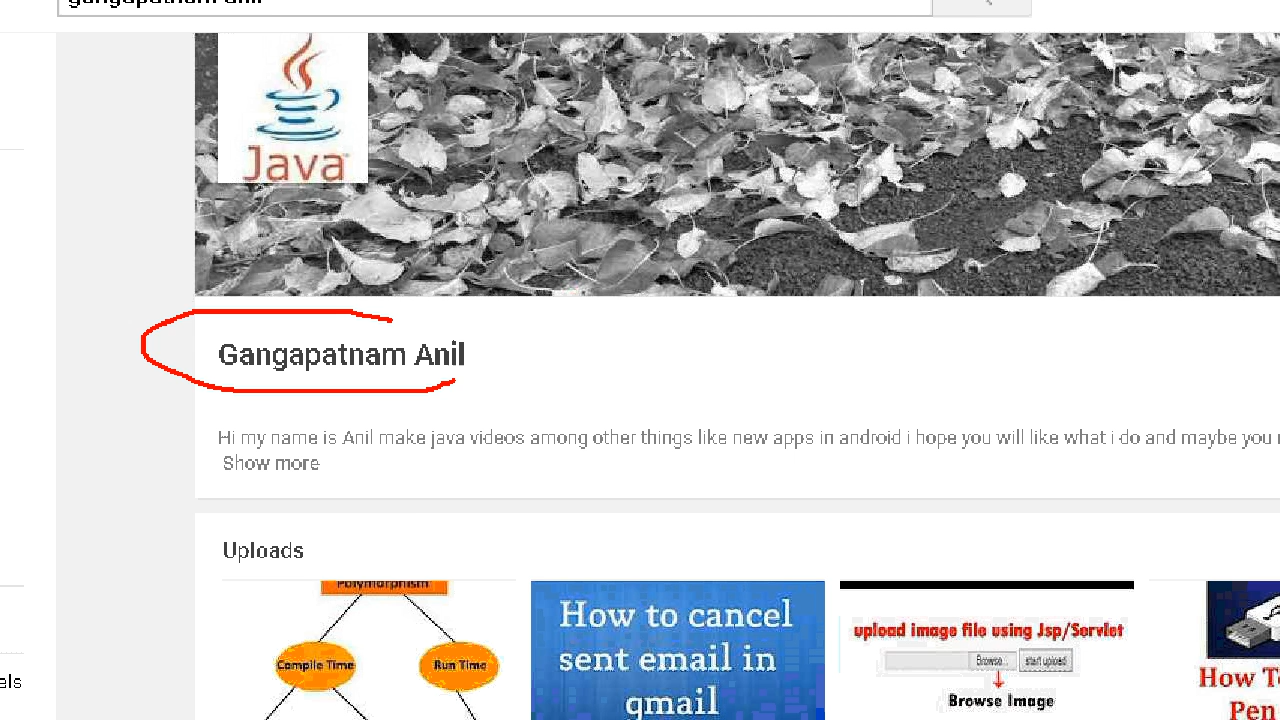 gangapatnam anil
Java
Gangapatnam Anil
Hi my name is Anil make java videos among other things like new apps in android i hope you will like what i do and maybe you
Show more
Uploads
Polymorphism
Compile Time
Run Time
How to cancel
sent email in
gmail
upload image file using Jsp/Servlet
Browse...
start upload
Browse Image
How
Pen
els